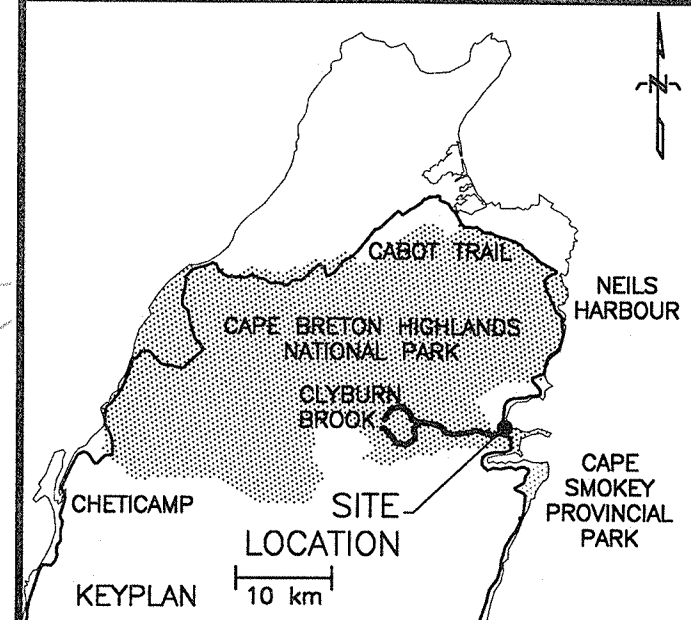 N
CABOT TRAIL
NEILS
HARBOUR
CAPE BRETON HIGHLANDS
NATIONAL PARK
CLYBURN
BROOK
CAPE
SMOKEY
PROVINCIAL
PARK
CHETICAMP
SITE
LOCATION
KEYPLAN
10 km